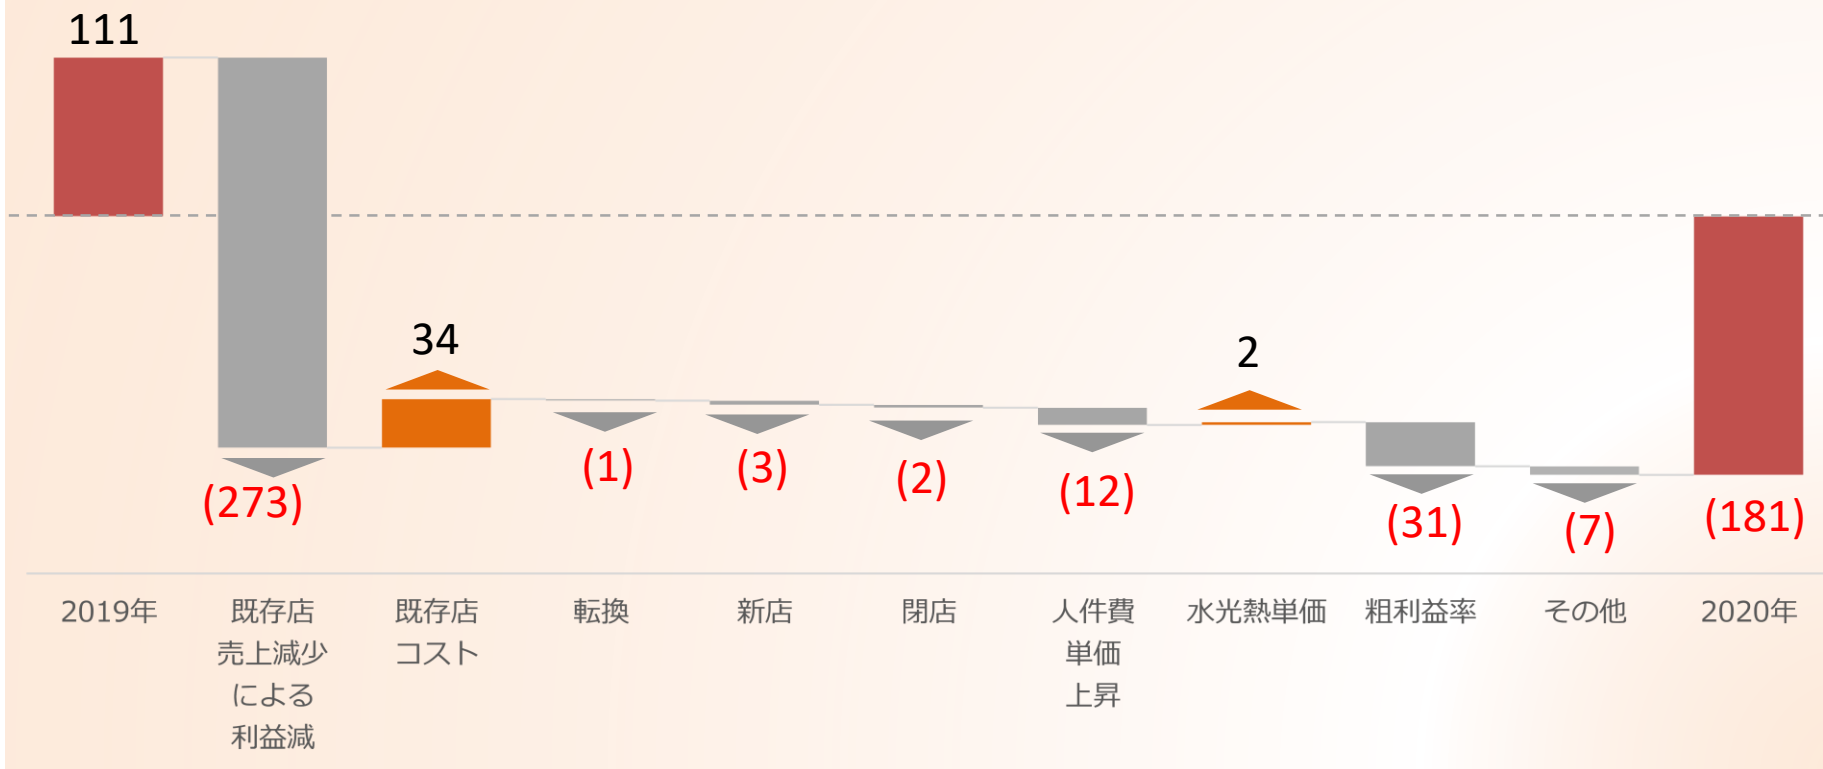 111
34
2
(273)
(1)
(3)
(2)
(12)
(31)
(7)
(181)
2019年
既存店
売上減少
による
利益減
既存店
コスト
転換
新店
閉店
人件費
単価
上昇
水光熱単価
粗利益率
その他
2020年